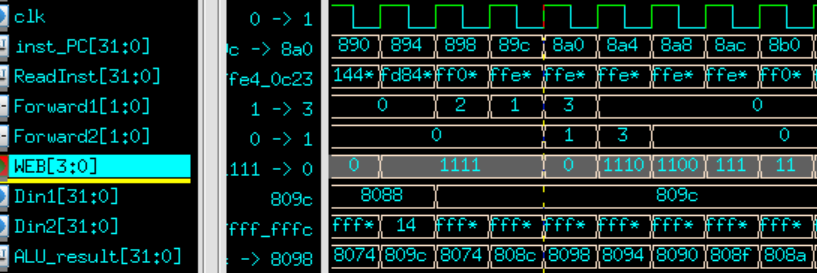 clk 0 -> 1
inst_PC[31:0] c -> 8a0 890 894 898 89c 8a0 8a4 8a8 8ac 8b0
ReadInst[31:0] ffe4_0c23 144* fd84* ff0* ffe* ffe* ffe* ffe* ffe* ff0*
Forward1[1:0] 1 -> 3 0 2 1 3 0
Forward2[1:0] 0 -> 1 0 1 3 0
WEB[3:0] 1111 -> 0 0 1111 0 1110 1100 111 11
Din1[31:0] 809c 8088 809c
Din2[31:0] fff_fffc fff* 14 fff* fff* fff* fff* fff* fff* fff*
ALU_result[31:0] -> 8098 8074 809c 8074 808c 8098 8094 8090 808f 808a